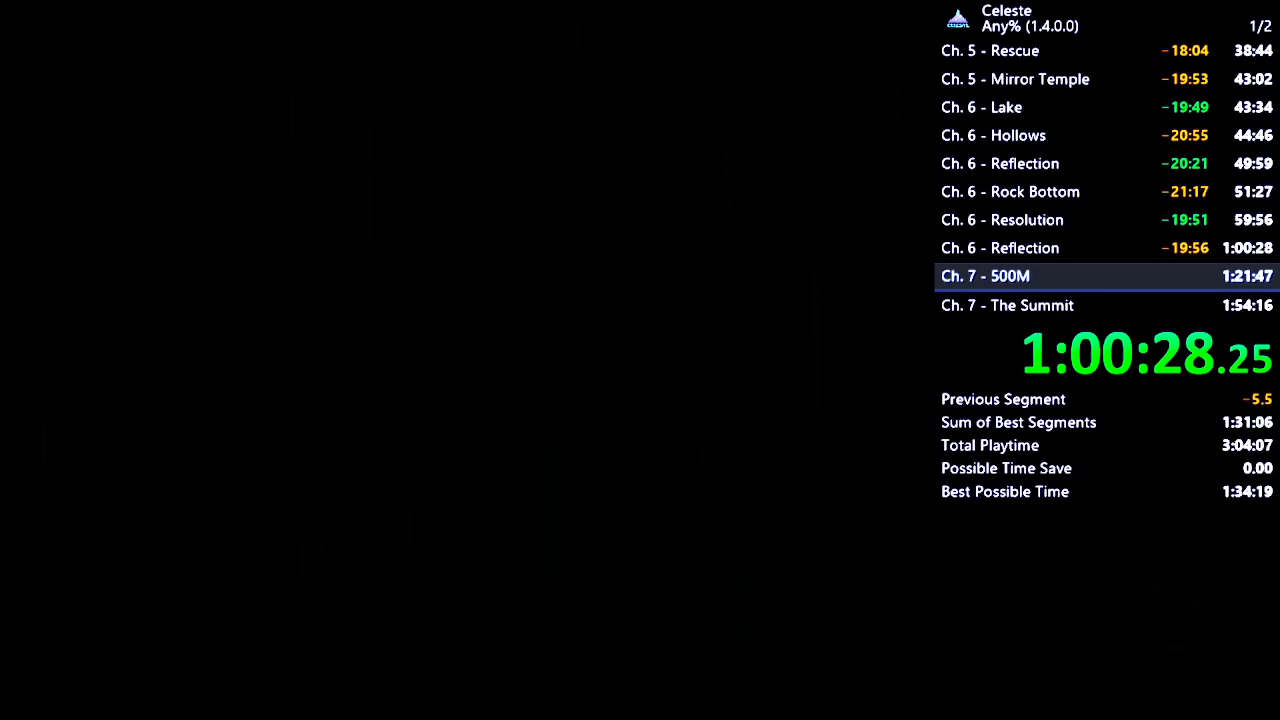 Celeste
Any% (1.4.0.0) 1/2
Ch. 5 - Rescue -18:04 38:44
Ch. 5 - Mirror Temple -19:53 43:02
Ch. 6 - Lake -19:49 43:34
Ch. 6 - Hollows -20:55 44:46
Ch. 6 - Reflection -20:21 49:59
Ch. 6 - Rock Bottom -21:17 51:27
Ch. 6 - Resolution -19:51 59:56
Ch. 6 - Reflection -19:56 1:00:28
Ch. 7 - 500M 1:21:47
Ch. 7 - The Summit 1:54:16
1:00:28.25
Previous Segment -5.5
Sum of Best Segments 1:31:06
Total Playtime 3:04:07
Possible Time Save 0.00
Best Possible Time 1:34:19